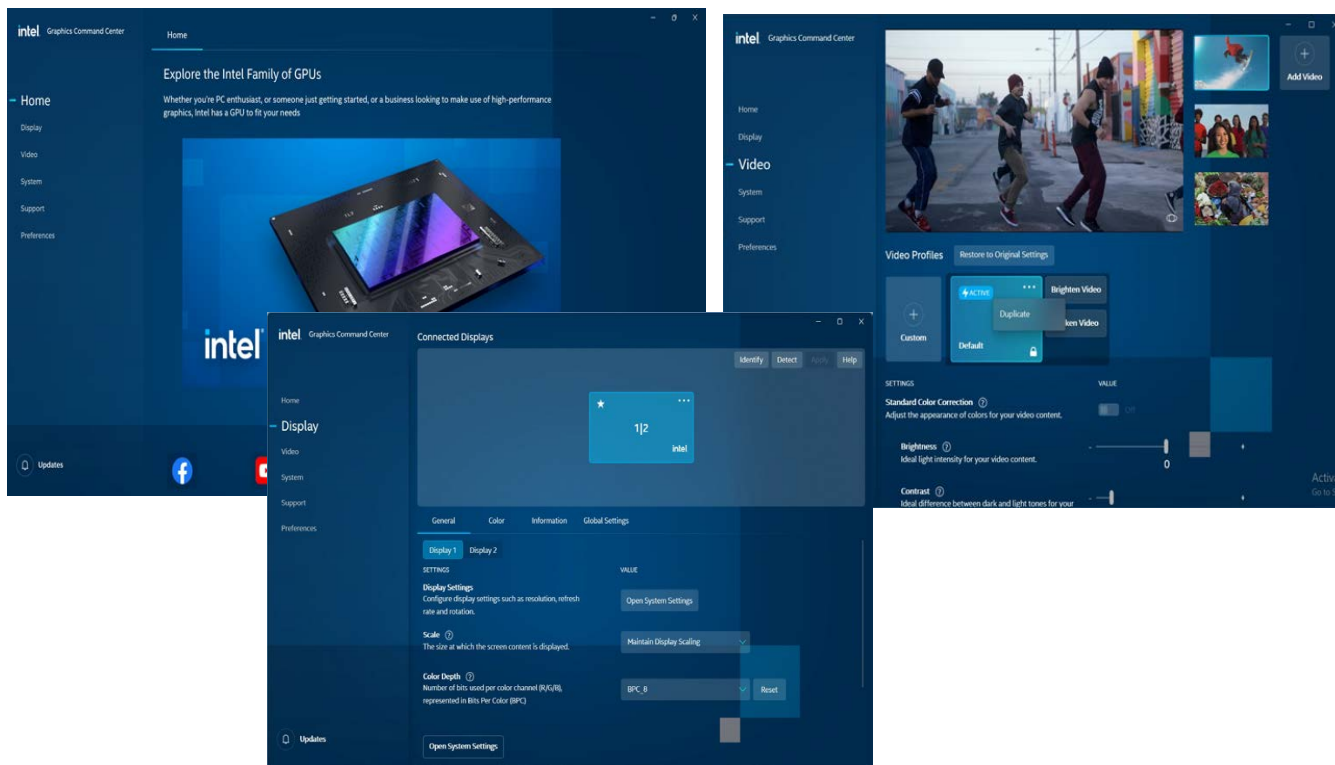 intel Graphics Command Center
Home
Home
Display
Video
System
Support
Preferences
Updates
Explore the Intel Family of GPUs
Whether you're PC enthusiast, or someone just getting started, or a business looking to make use of high-performance
graphics, Intel has a GPU to fit your needs
intel
intel Graphics Command Center
Home
Display
Video
System
Support
Preferences
Add Video
Video Profiles
Restore to Original Settings
Custom
ACTIVE
Duplicate
Default
Brighten Video
ken Video
SETTINGS
VALUE
Standard Color Correction
Adjust the appearance of colors for your video content.
Off
Brightness
Ideal light intensity for your video content.
- +
0
Contrast
Ideal difference between dark and light tones for your
- +
Activ
Go to S
intel Graphics Command Center
Home
Display
Video
System
Support
Preferences
Updates
Connected Displays
Identify Detect Apply Help
1|2
intel
General Color Information Global Settings
Display 1 Display 2
SETTINGS VALUE
Display Settings
Configure display settings such as resolution, refresh
rate and rotation.
Open System Settings
Scale
The size at which the screen content is displayed.
Maintain Display Scaling
Color Depth
Number of bits used per color channel (R/G/B),
represented in Bits Per Color (BPC)
BPC_8
Reset
Open System Settings